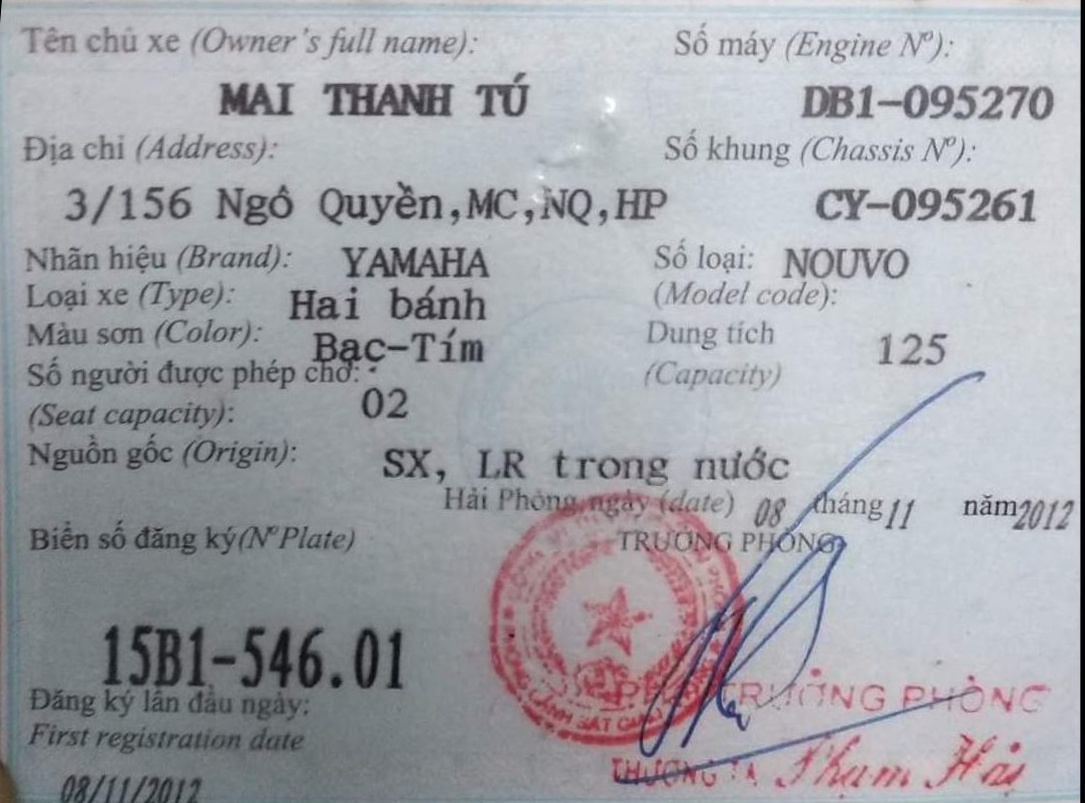 Tên chủ xe (Owner's full name):
MAI THANH TÚ
Số máy (Engine Nº):
DB1-095270
Địa chỉ (Address):
3/156 Ngô Quyền,MC,NQ,HP
Số khung (Chassis Nº):
CY-095261
Nhãn hiệu (Brand): YAMAHA
Số loại: NOUVO
(Model code):
Loại xe (Type): Hai bánh
Màu sơn (Color): Bạc-Tím
Dung tích 125
(Capacity)
Số người được phép chở:
(Seat capacity): 02
Nguồn gốc (Origin): SX, LR trong nước
Hải Phòng, ngày (date) 08 tháng 11 năm 2012
Biển số đăng ký(NºPlate)
TRƯỞNG PHÒNG
15B1-546.01
PHÓ TRƯỞNG PHÒNG
Đăng ký lần đầu ngày:
First registration date
THƯỢNG TÁ Phạm Hải
08/11/2012